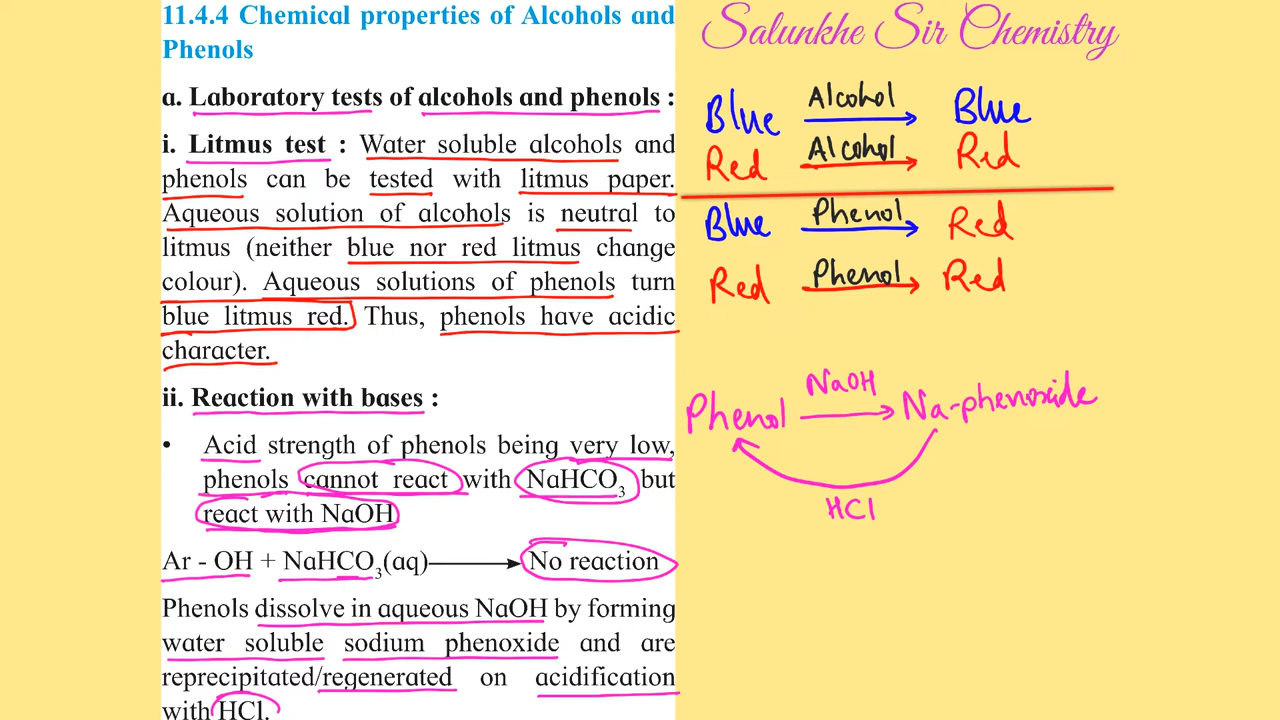 11.4.4 Chemical properties of Alcohols and
Phenols
a. Laboratory tests of alcohols and phenols :
i. Litmus test : Water soluble alcohols and
phenols can be tested with litmus paper.
Aqueous solution of alcohols is neutral to
litmus (neither blue nor red litmus change
colour). Aqueous solutions of phenols turn
blue litmus red. Thus, phenols have acidic
character.
ii. Reaction with bases :
• Acid strength of phenols being very low,
phenols cannot react with NaHCO₃ but
react with NaOH
Ar - OH + NaHCO₃(aq) ⟶ No reaction
Phenols dissolve in aqueous NaOH by forming
water soluble sodium phenoxide and are
reprecipitated/regenerated on acidification
with HCl.
Salunkhe Sir Chemistry
Blue Alcohol → Blue
Red Alcohol → Red
Blue Phenol → Red
Red Phenol → Red
Phenol NaOH → Na-phenoxide
HCl